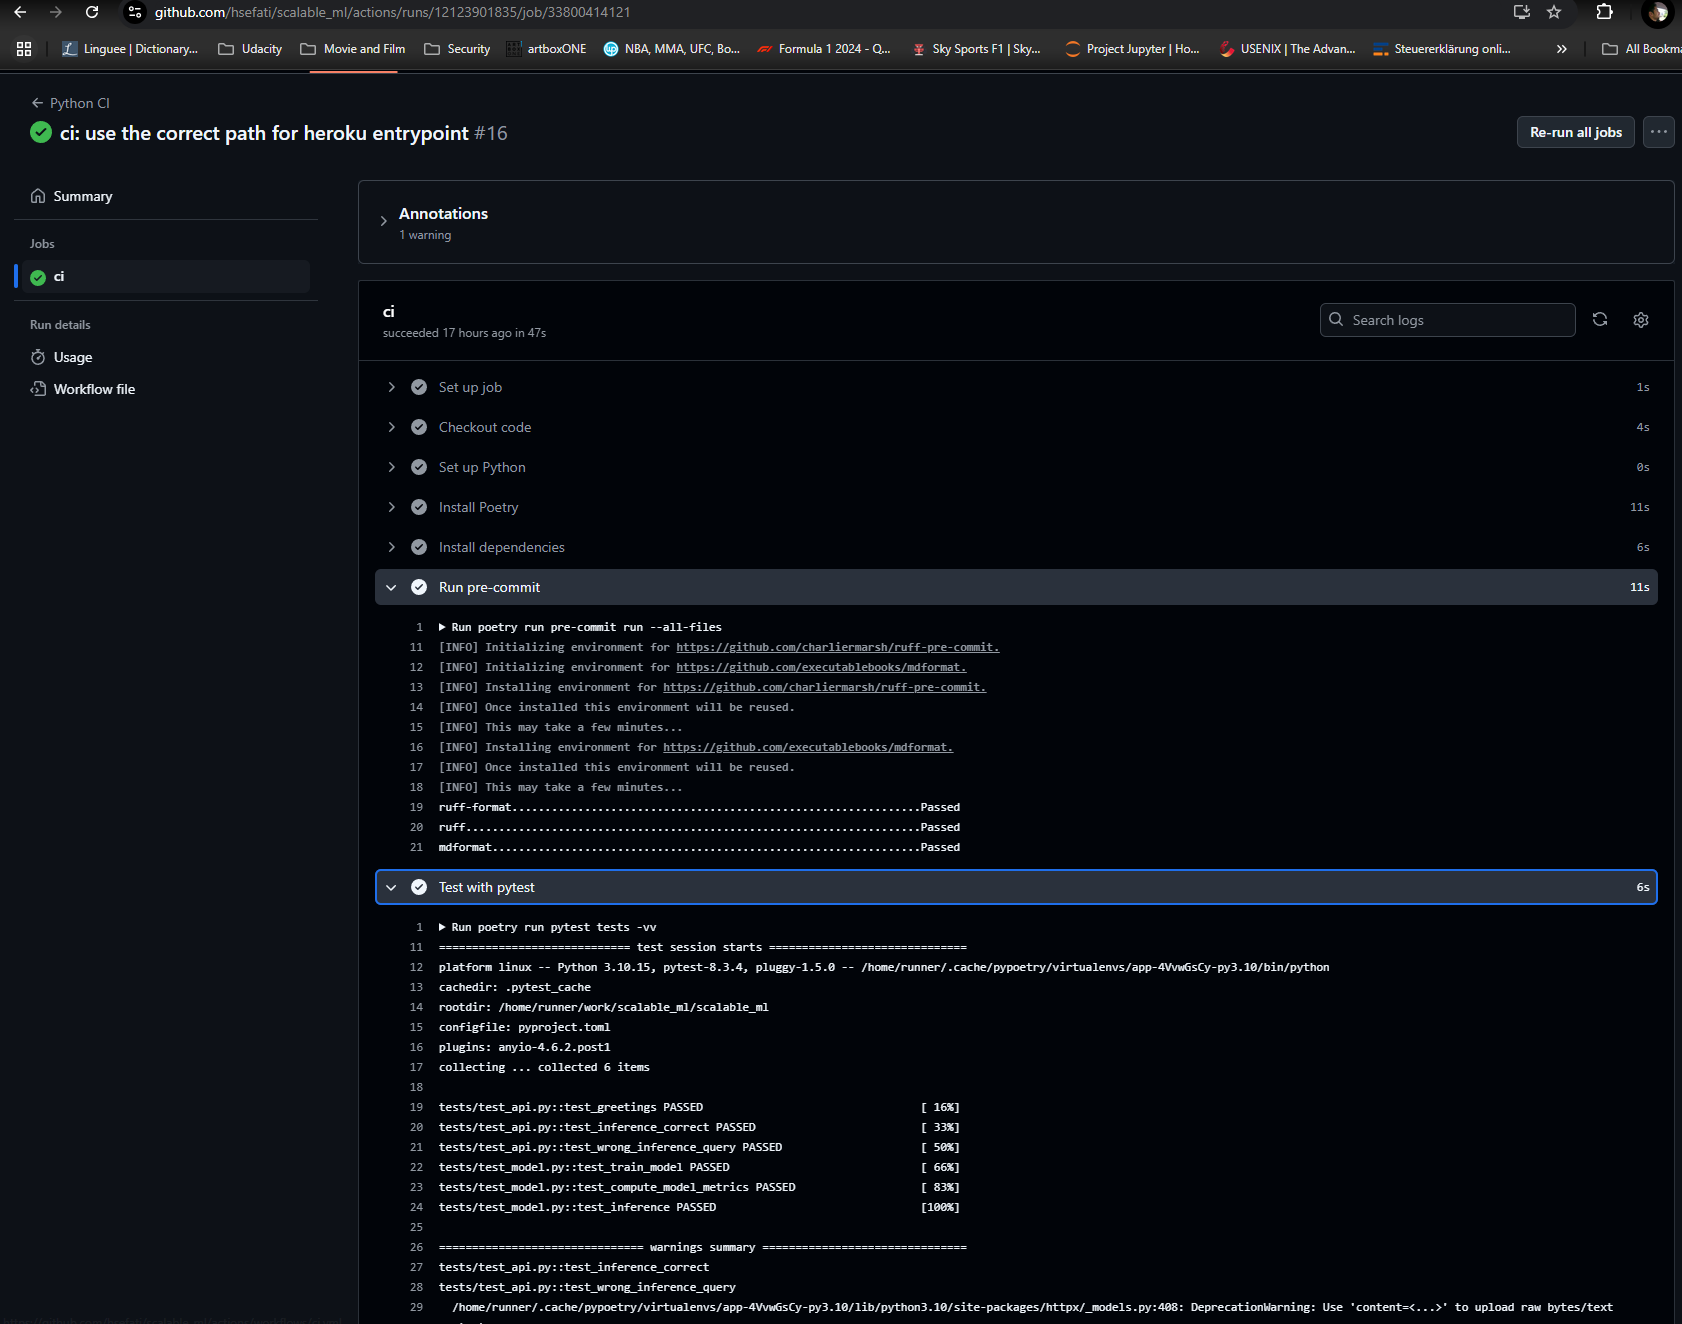 github.com/hsefati/scalable_ml/actions/runs/12123901835/job/33800414121
Linguee | Dictionary... Udacity Movie and Film Security artboxONE NBA, MMA, UFC, Bo... Formula 1 2024 - Q... Sky Sports F1 | Sky... Project Jupyter | Ho... USENIX | The Advan... Steuererklärung onli... » All Bookma
Python CI
ci: use the correct path for heroku entrypoint #16
Re-run all jobs
Summary
Jobs
ci
Run details
Usage
Workflow file
Annotations
1 warning
ci
succeeded 17 hours ago in 47s
Search logs
Set up job 1s
Checkout code 4s
Set up Python 0s
Install Poetry 11s
Install dependencies 6s
Run pre-commit 11s
1 Run poetry run pre-commit run --all-files
11 [INFO] Initializing environment for https://github.com/charliermarsh/ruff-pre-commit.
12 [INFO] Initializing environment for https://github.com/executablebooks/mdformat.
13 [INFO] Installing environment for https://github.com/charliermarsh/ruff-pre-commit.
14 [INFO] Once installed this environment will be reused.
15 [INFO] This may take a few minutes...
16 [INFO] Installing environment for https://github.com/executablebooks/mdformat.
17 [INFO] Once installed this environment will be reused.
18 [INFO] This may take a few minutes...
19 ruff-format..............................................................Passed
20 ruff.....................................................................Passed
21 mdformat.................................................................Passed
Test with pytest 6s
1 Run poetry run pytest tests -vv
11 ============================= test session starts ==============================
12 platform linux -- Python 3.10.15, pytest-8.3.4, pluggy-1.5.0 -- /home/runner/.cache/pypoetry/virtualenvs/app-4VvwGsCy-py3.10/bin/python
13 cachedir: .pytest_cache
14 rootdir: /home/runner/work/scalable_ml/scalable_ml
15 configfile: pyproject.toml
16 plugins: anyio-4.6.2.post1
17 collecting ... collected 6 items
18
19 tests/test_api.py::test_greetings PASSED [ 16%]
20 tests/test_api.py::test_inference_correct PASSED [ 33%]
21 tests/test_api.py::test_wrong_inference_query PASSED [ 50%]
22 tests/test_model.py::test_train_model PASSED [ 66%]
23 tests/test_model.py::test_compute_model_metrics PASSED [ 83%]
24 tests/test_model.py::test_inference PASSED [100%]
25
26 =============================== warnings summary ===============================
27 tests/test_api.py::test_inference_correct
28 tests/test_api.py::test_wrong_inference_query
29 /home/runner/.cache/pypoetry/virtualenvs/app-4VvwGsCy-py3.10/lib/python3.10/site-packages/httpx/_models.py:408: DeprecationWarning: Use 'content=<...>' to upload raw bytes/text